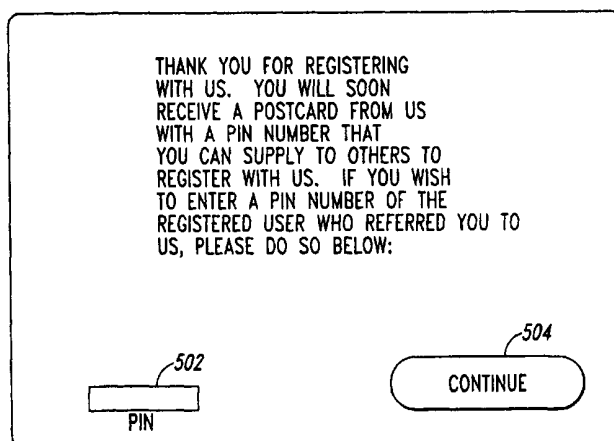 THANK YOU FOR REGISTERING
WITH US. YOU WILL SOON
RECEIVE A POSTCARD FROM US
WITH A PIN NUMBER THAT
YOU CAN SUPPLY TO OTHERS TO
REGISTER WITH US. IF YOU WISH
TO ENTER A PIN NUMBER OF THE
REGISTERED USER WHO REFERRED YOU TO
US, PLEASE DO SO BELOW:
504
502
CONTINUE
PIN